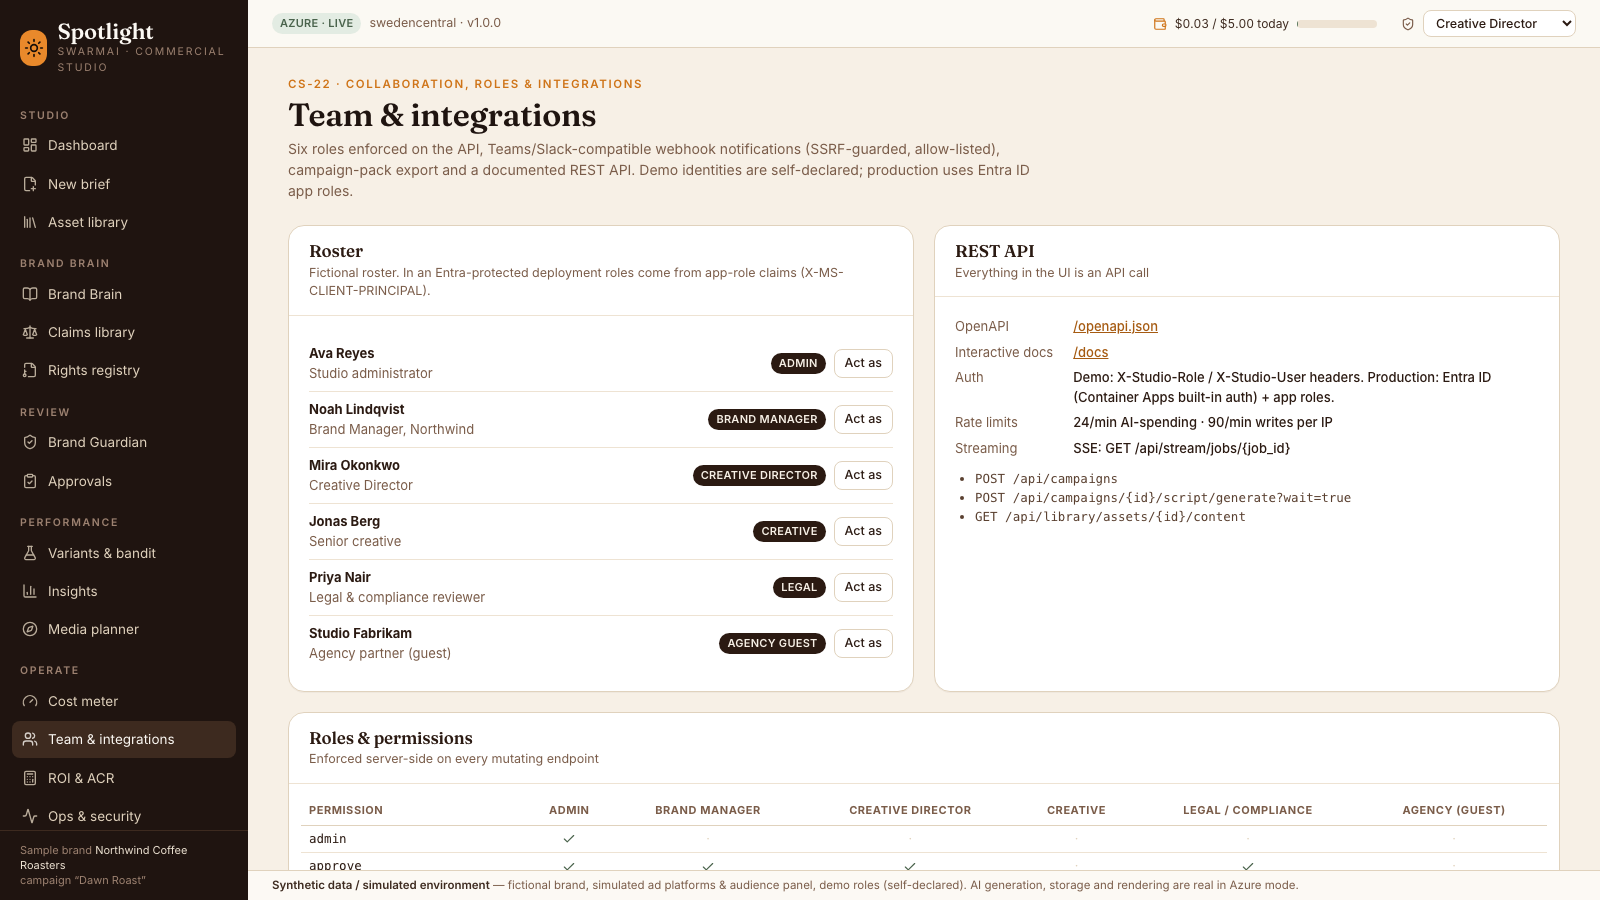 Spotlight
SWARMAI · COMMERCIAL
STUDIO
STUDIO
Dashboard
New brief
Asset library
BRAND BRAIN
Brand Brain
Claims library
Rights registry
REVIEW
Brand Guardian
Approvals
PERFORMANCE
Variants & bandit
Insights
Media planner
OPERATE
Cost meter
Team & integrations
ROI & ACR
Ops & security
Sample brand Northwind Coffee
Roasters
campaign “Dawn Roast”
AZURE · LIVE swedencentral · v1.0.0
$0.03 / $5.00 today
Creative Director
CS-22 · COLLABORATION, ROLES & INTEGRATIONS
Team & integrations
Six roles enforced on the API, Teams/Slack-compatible webhook notifications (SSRF-guarded, allow-listed),
campaign-pack export and a documented REST API. Demo identities are self-declared; production uses Entra ID
app roles.
Roster
Fictional roster. In an Entra-protected deployment roles come from app-role claims (X-MS-
CLIENT-PRINCIPAL).
Ava Reyes
Studio administrator
ADMIN Act as
Noah Lindqvist
Brand Manager, Northwind
BRAND MANAGER Act as
Mira Okonkwo
Creative Director
CREATIVE DIRECTOR Act as
Jonas Berg
Senior creative
CREATIVE Act as
Priya Nair
Legal & compliance reviewer
LEGAL Act as
Studio Fabrikam
Agency partner (guest)
AGENCY GUEST Act as
REST API
Everything in the UI is an API call
OpenAPI /openapi.json
Interactive docs /docs
Auth Demo: X-Studio-Role / X-Studio-User headers. Production: Entra ID
(Container Apps built-in auth) + app roles.
Rate limits 24/min AI-spending · 90/min writes per IP
Streaming SSE: GET /api/stream/jobs/{job_id}
• POST /api/campaigns
• POST /api/campaigns/{id}/script/generate?wait=true
• GET /api/library/assets/{id}/content
Roles & permissions
Enforced server-side on every mutating endpoint
PERMISSION ADMIN BRAND MANAGER CREATIVE DIRECTOR CREATIVE LEGAL / COMPLIANCE AGENCY (GUEST)
admin ✓ · · · · ·
approve ✓ ✓ ✓ · ✓ ·
Synthetic data / simulated environment — fictional brand, simulated ad platforms & audience panel, demo roles (self-declared). AI generation, storage and rendering are real in Azure mode.